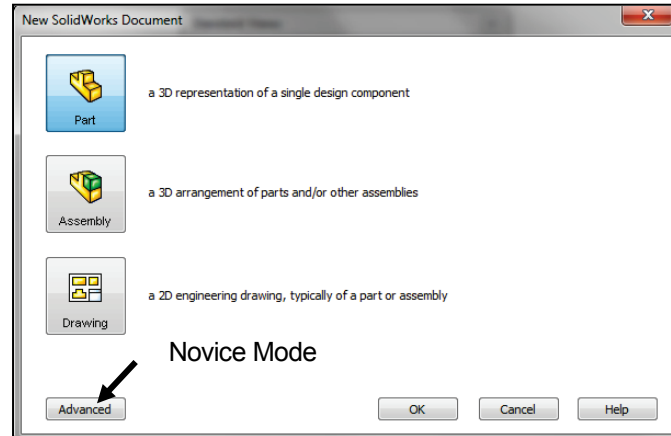 New SolidWorks Document
Part
a 3D representation of a single design component
Assembly
a 3D arrangement of parts and/or other assemblies
Drawing
a 2D engineering drawing, typically of a part or assembly
Novice Mode
Advanced
OK
Cancel
Help